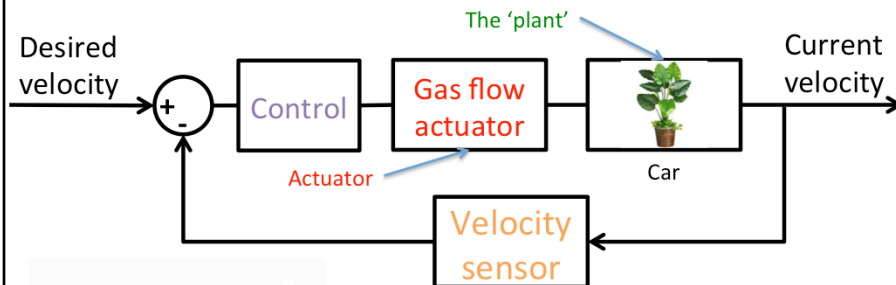 The 'plant'
Desired
velocity
Current
velocity
+
-
Control
Gas flow
actuator
Actuator
Car
Velocity
sensor